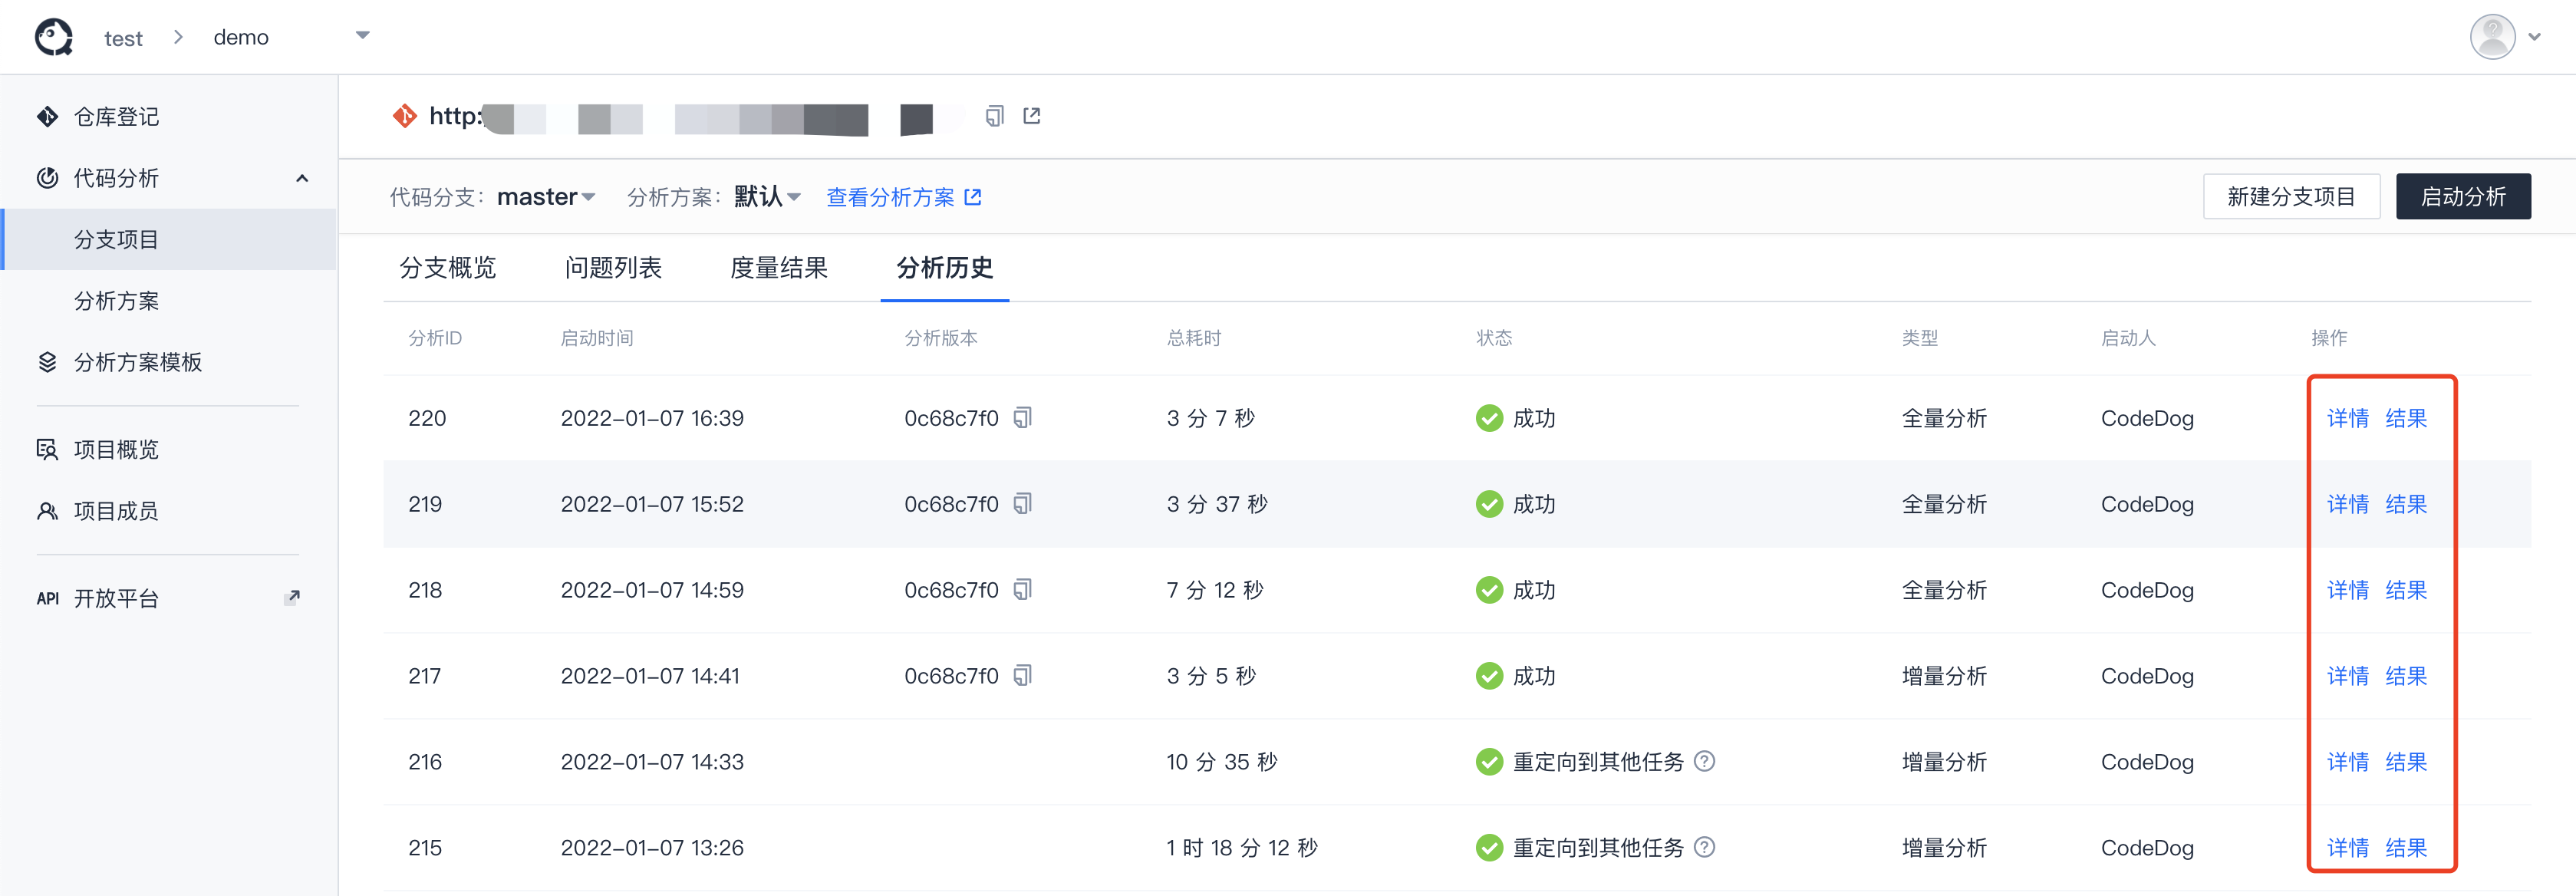 test > demo
仓库登记
代码分析
分支项目
分析方案
分析方案模板
项目概览
项目成员
API 开放平台
http:
代码分支： master 分析方案： 默认 查看分析方案
新建分支项目 启动分析
分支概览 问题列表 度量结果 分析历史
分析ID 启动时间 分析版本 总耗时 状态 类型 启动人 操作
220 2022-01-07 16:39 0c68c7f0 3 分 7 秒 成功 全量分析 CodeDog 详情 结果
219 2022-01-07 15:52 0c68c7f0 3 分 37 秒 成功 全量分析 CodeDog 详情 结果
218 2022-01-07 14:59 0c68c7f0 7 分 12 秒 成功 全量分析 CodeDog 详情 结果
217 2022-01-07 14:41 0c68c7f0 3 分 5 秒 成功 增量分析 CodeDog 详情 结果
216 2022-01-07 14:33 10 分 35 秒 重定向到其他任务 增量分析 CodeDog 详情 结果
215 2022-01-07 13:26 1 时 18 分 12 秒 重定向到其他任务 增量分析 CodeDog 详情 结果